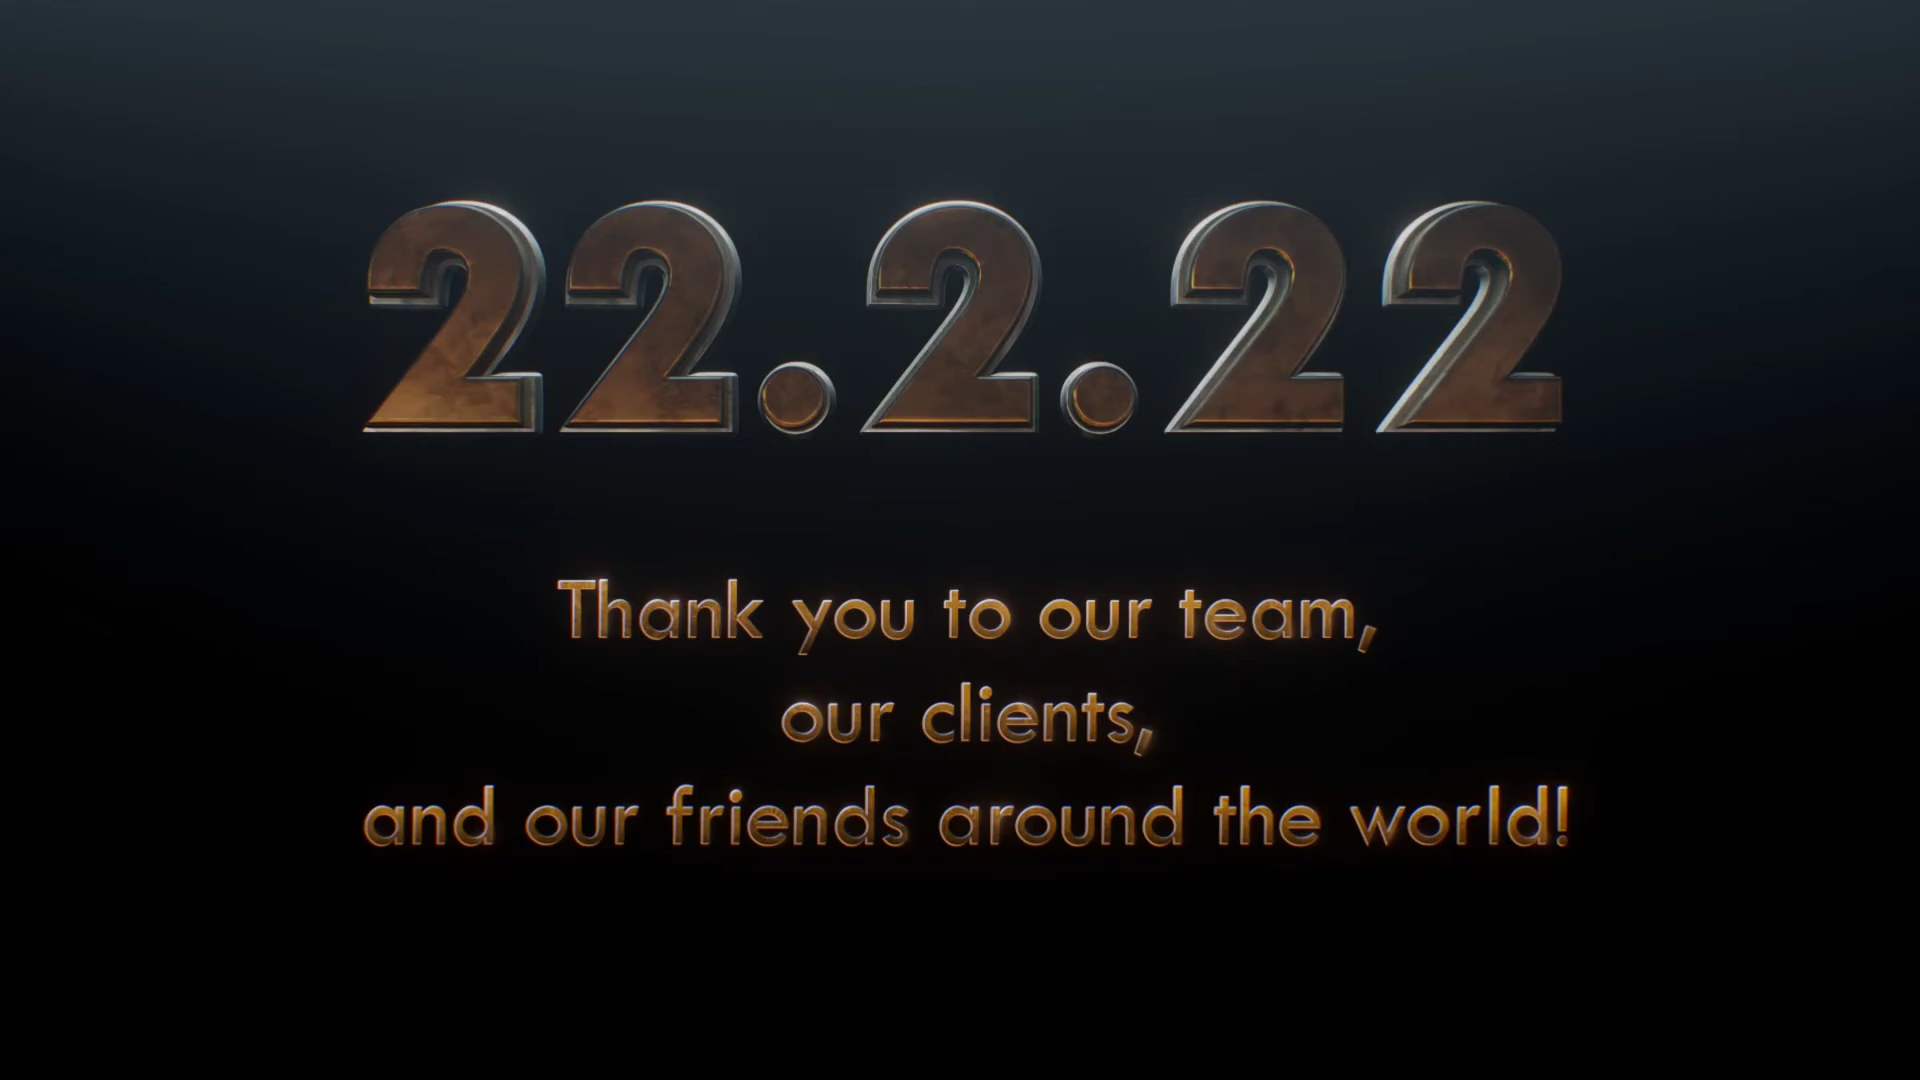 22.2.22
Thank you to our team,
our clients,
and our friends around the world!